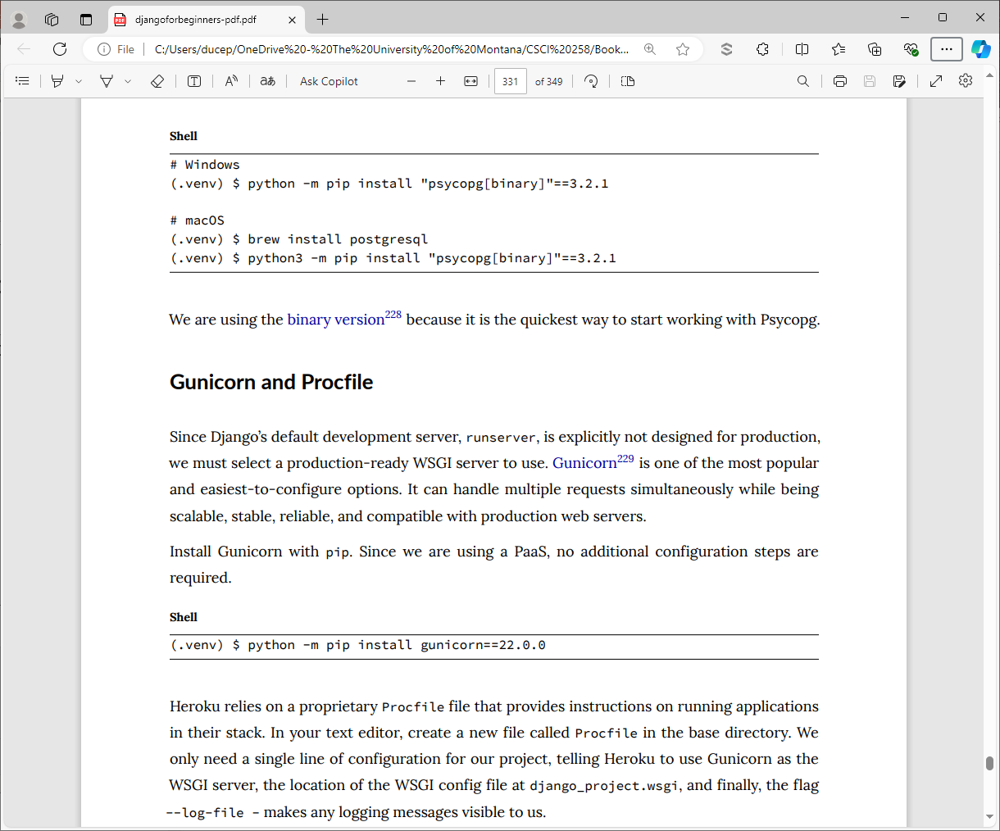 djangoforbeginners-pdf.pdf
File
C:/Users/ducep/OneDrive%20-%20The%20University%20of%20Montana/CSCI%20258/Book...
Ask Copilot
331 of 349
Shell
# Windows
(.venv) $ python -m pip install "psycopg[binary]"==3.2.1
# macOS
(.venv) $ brew install postgresql
(.venv) $ python3 -m pip install "psycopg[binary]"==3.2.1
We are using the binary version228 because it is the quickest way to start working with Psycopg.
Gunicorn and Procfile
Since Django’s default development server, runserver, is explicitly not designed for production,
we must select a production-ready WSGI server to use. Gunicorn229 is one of the most popular
and easiest-to-configure options. It can handle multiple requests simultaneously while being
scalable, stable, reliable, and compatible with production web servers.
Install Gunicorn with pip. Since we are using a PaaS, no additional configuration steps are
required.
Shell
(.venv) $ python -m pip install gunicorn==22.0.0
Heroku relies on a proprietary Procfile file that provides instructions on running applications
in their stack. In your text editor, create a new file called Procfile in the base directory. We
only need a single line of configuration for our project, telling Heroku to use Gunicorn as the
WSGI server, the location of the WSGI config file at django_project.wsgi, and finally, the flag
--log-file - makes any logging messages visible to us.